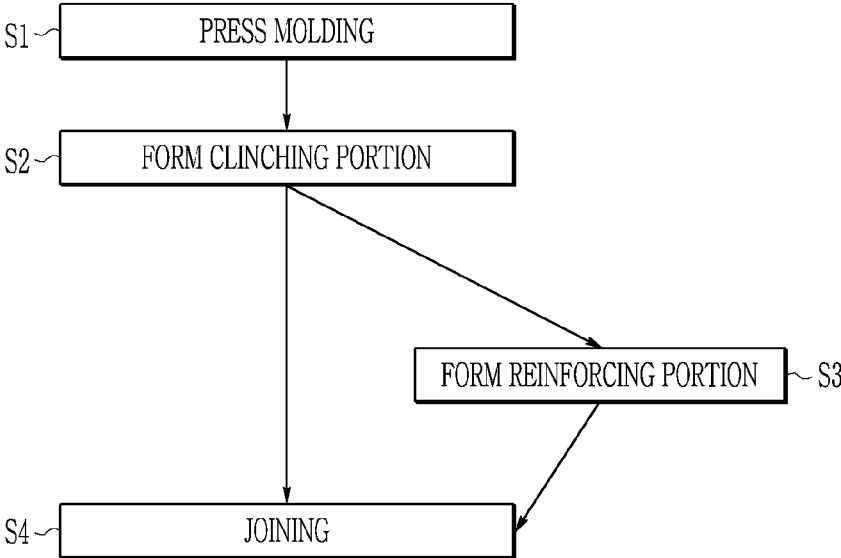 S1
PRESS MOLDING
S2
FORM CLINCHING PORTION
FORM REINFORCING PORTION
S3
S4
JOINING